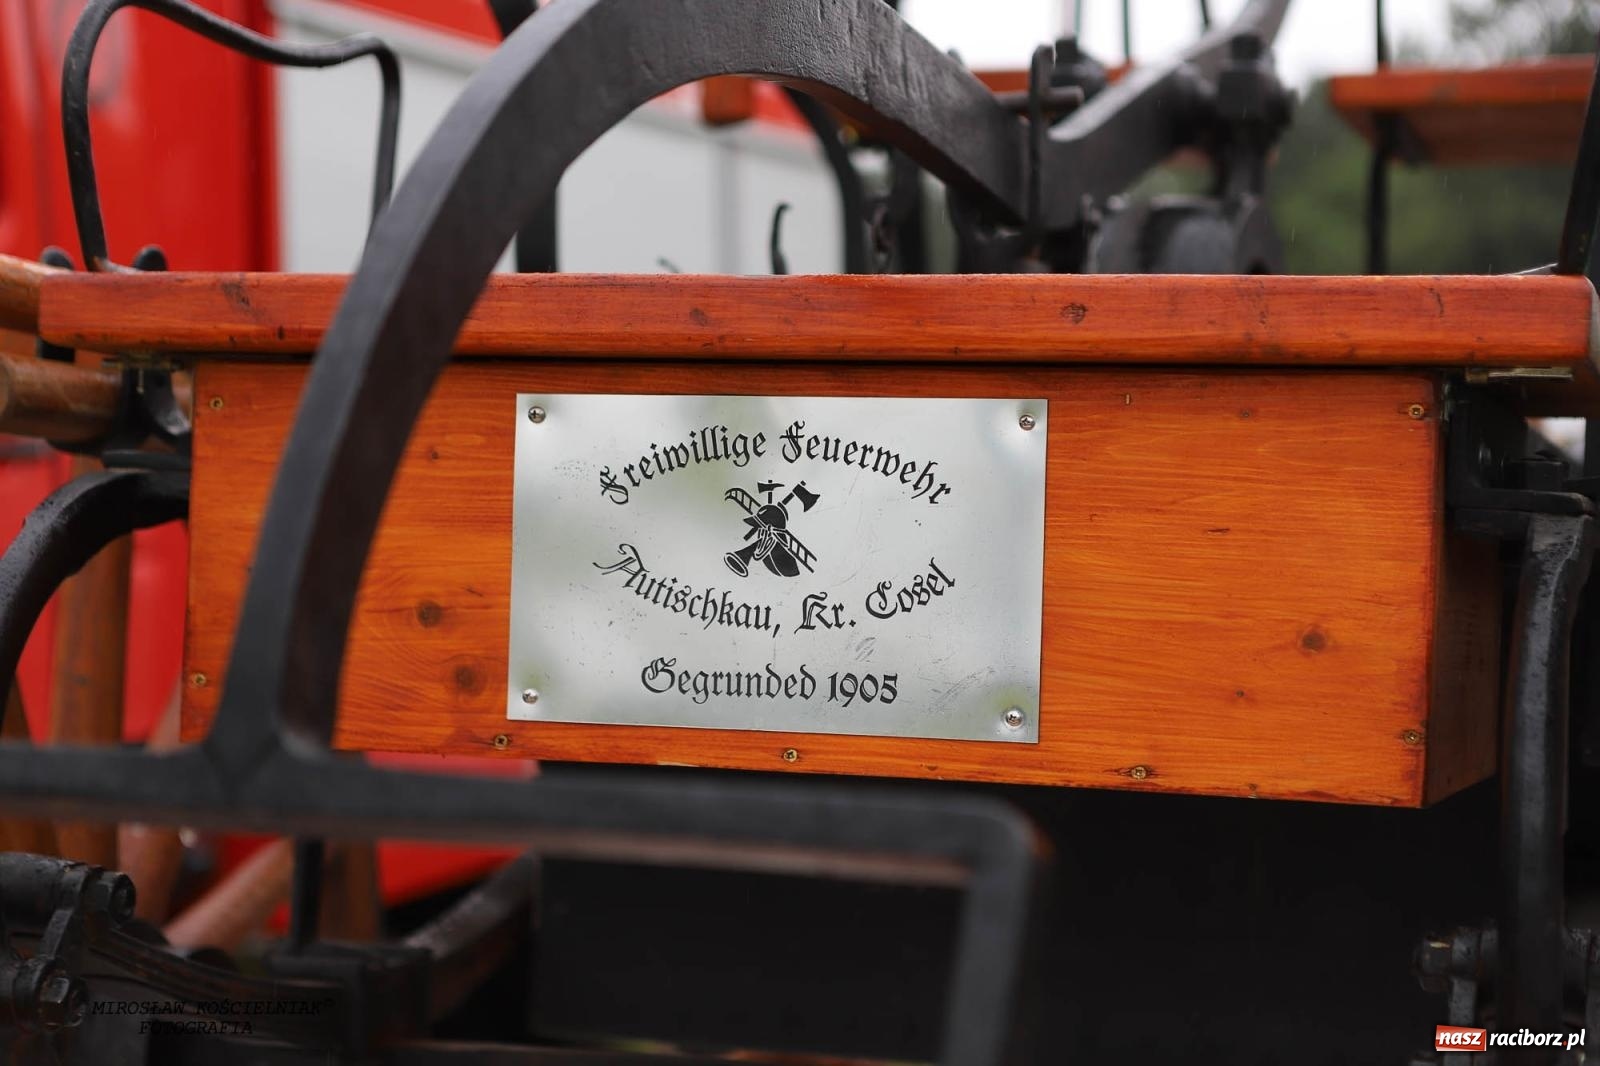 Freiwillige Feuerwehr
Autischkau, Kr. Cosel
Gegrunded 1905
MIROSŁAW KOŚCIELNIAK©
FOTOGRAFIA
nasz raciborz.pl